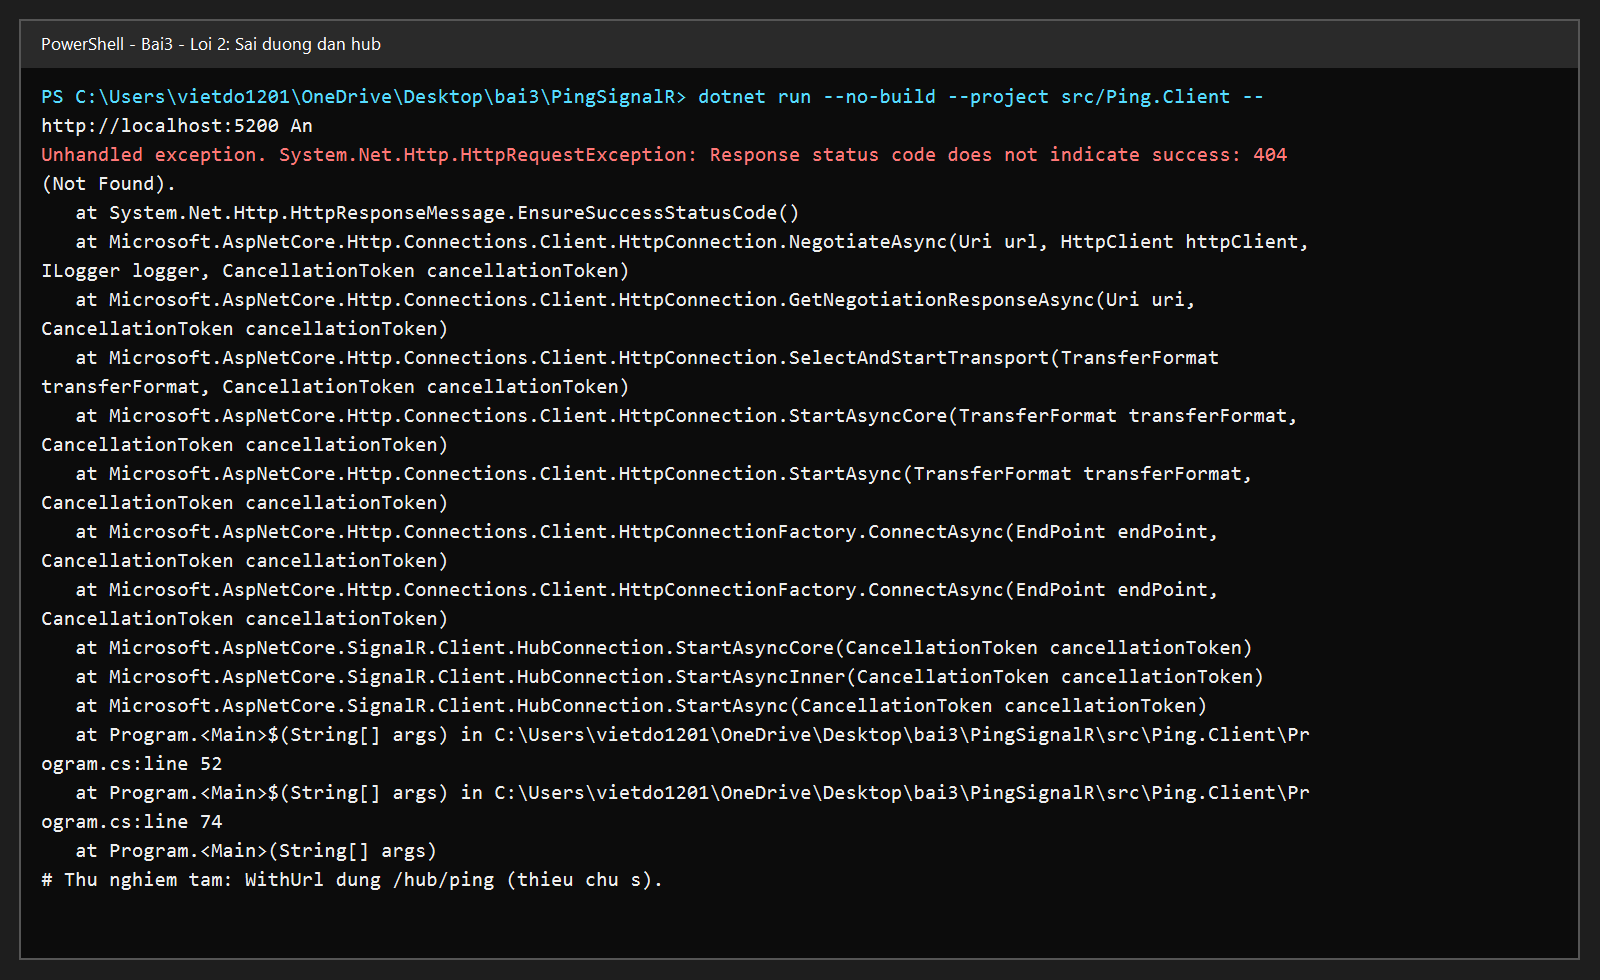 PowerShell - Bai3 - Loi 2: Sai duong dan hub
PS C:\Users\vietdo1201\OneDrive\Desktop\bai3\PingSignalR> dotnet run --no-build --project src/Ping.Client --
http://localhost:5200 An
Unhandled exception. System.Net.Http.HttpRequestException: Response status code does not indicate success: 404
(Not Found).
   at System.Net.Http.HttpResponseMessage.EnsureSuccessStatusCode()
   at Microsoft.AspNetCore.Http.Connections.Client.HttpConnection.NegotiateAsync(Uri url, HttpClient httpClient,
ILogger logger, CancellationToken cancellationToken)
   at Microsoft.AspNetCore.Http.Connections.Client.HttpConnection.GetNegotiationResponseAsync(Uri uri,
CancellationToken cancellationToken)
   at Microsoft.AspNetCore.Http.Connections.Client.HttpConnection.SelectAndStartTransport(TransferFormat
transferFormat, CancellationToken cancellationToken)
   at Microsoft.AspNetCore.Http.Connections.Client.HttpConnection.StartAsyncCore(TransferFormat transferFormat,
CancellationToken cancellationToken)
   at Microsoft.AspNetCore.Http.Connections.Client.HttpConnection.StartAsync(TransferFormat transferFormat,
CancellationToken cancellationToken)
   at Microsoft.AspNetCore.Http.Connections.Client.HttpConnectionFactory.ConnectAsync(EndPoint endPoint,
CancellationToken cancellationToken)
   at Microsoft.AspNetCore.Http.Connections.Client.HttpConnectionFactory.ConnectAsync(EndPoint endPoint,
CancellationToken cancellationToken)
   at Microsoft.AspNetCore.SignalR.Client.HubConnection.StartAsyncCore(CancellationToken cancellationToken)
   at Microsoft.AspNetCore.SignalR.Client.HubConnection.StartAsyncInner(CancellationToken cancellationToken)
   at Microsoft.AspNetCore.SignalR.Client.HubConnection.StartAsync(CancellationToken cancellationToken)
   at Program.<Main>$(String[] args) in C:\Users\vietdo1201\OneDrive\Desktop\bai3\PingSignalR\src\Ping.Client\Pr
ogram.cs:line 52
   at Program.<Main>$(String[] args) in C:\Users\vietdo1201\OneDrive\Desktop\bai3\PingSignalR\src\Ping.Client\Pr
ogram.cs:line 74
   at Program.<Main>(String[] args)
# Thu nghiem tam: WithUrl dung /hub/ping (thieu chu s).